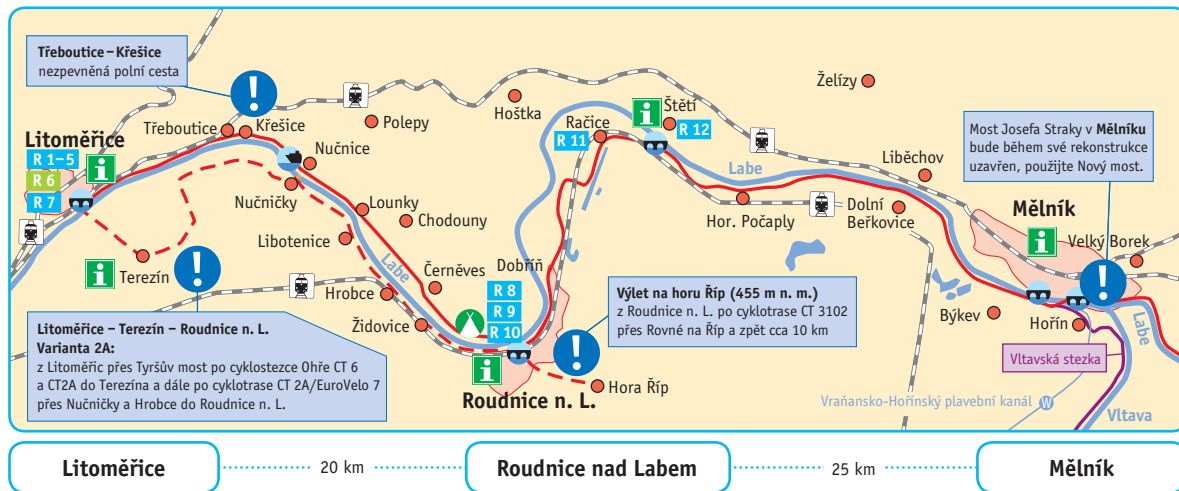 Třeboutice – Křešice
nezpevněná polní cesta
Želízy
Hoštka
Polepy
Štětí
Račice
R 11
R 12
Most Josefa Straky v Mělníku
bude během své rekonstrukce
uzavřen, použijte Nový most.
Třeboutice
Křešice
Litoměřice
R 1–5
R 6
R 7
Nučnice
Nučničky
Labe
Liběchov
Lounky
Chodouny
Hor. Počaply
Dolní
Beřkovice
Mělník
Libotenice
Velký Borek
Terezín
Labe
Černěves
Dobříň
Hrobce
R 8
R 9
R 10
Výlet na horu Říp (455 m n. m.)
z Roudnice n. L. po cyklotrase CT 3102
přes Rovné na Říp a zpět cca 10 km
Židovice
Býkev
Hořín
Labe
Litoměřice – Terezín – Roudnice n. L.
Varianta 2A:
z Litoměřic přes Tyršův most po cyklostezce Ohře CT 6
a CT2A do Terezína a dále po cyklotrase CT 2A/EuroVelo 7
přes Nučničky a Hrobce do Roudnice n. L.
Vltavská stezka
Hora Říp
Roudnice n. L.
Vraňansko-Hořínský plavební kanál
W
Vltava
Litoměřice
20 km
Roudnice nad Labem
25 km
Mělník